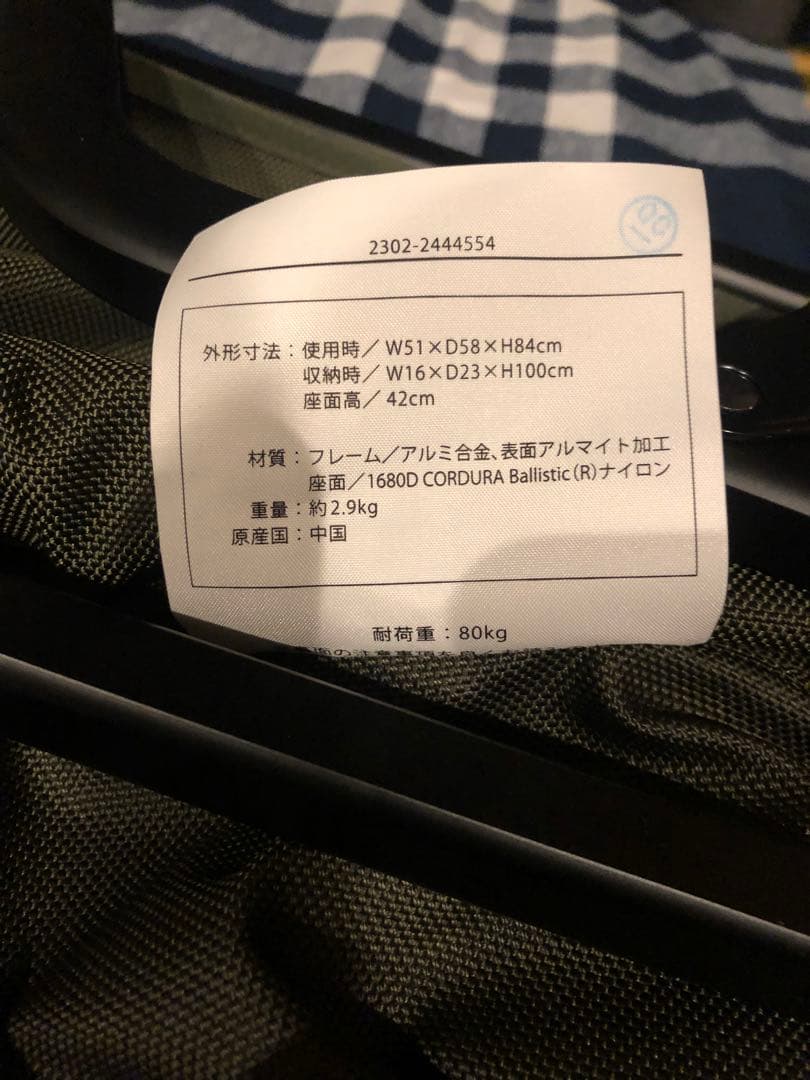 2302-2444554
外形寸法：使用時／W51×D58×H84cm
収納時／W16×D23×H100cm
座面高／42cm
材質：フレーム／アルミ合金、表面アルマイト加工
座面／1680D CORDURA Ballistic(R)ナイロン
重量：約2.9kg
原産国：中国
耐荷重：80kg